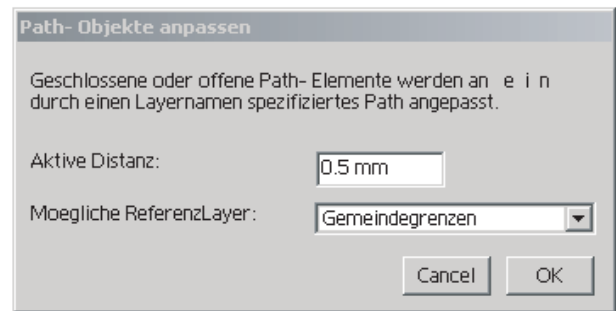 Path- Objekte anpassen
Geschlossene oder offene Path- Elemente werden an e i n
durch einen Layernamen spezifiziertes Path angepasst.
Aktive Distanz: 0.5 mm
Moegliche ReferenzLayer: Gemeindegrenzen
Cancel OK